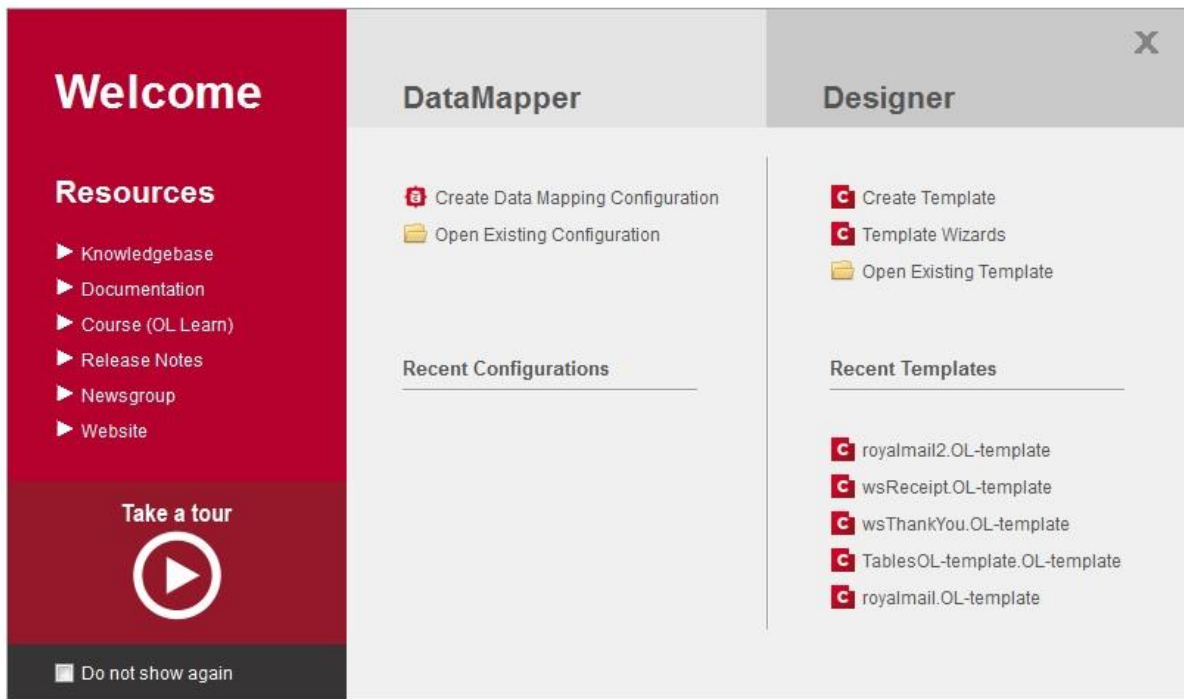 Welcome
Resources
Knowledgebase
Documentation
Course (OL Learn)
Release Notes
Newsgroup
Website
Take a tour
Do not show again
DataMapper
Create Data Mapping Configuration
Open Existing Configuration
Recent Configurations
X
Designer
Create Template
Template Wizards
Open Existing Template
Recent Templates
royalmail2.OL-template
wsReceipt.OL-template
wsThankYou.OL-template
TablesOL-template.OL-template
royalmail.OL-template